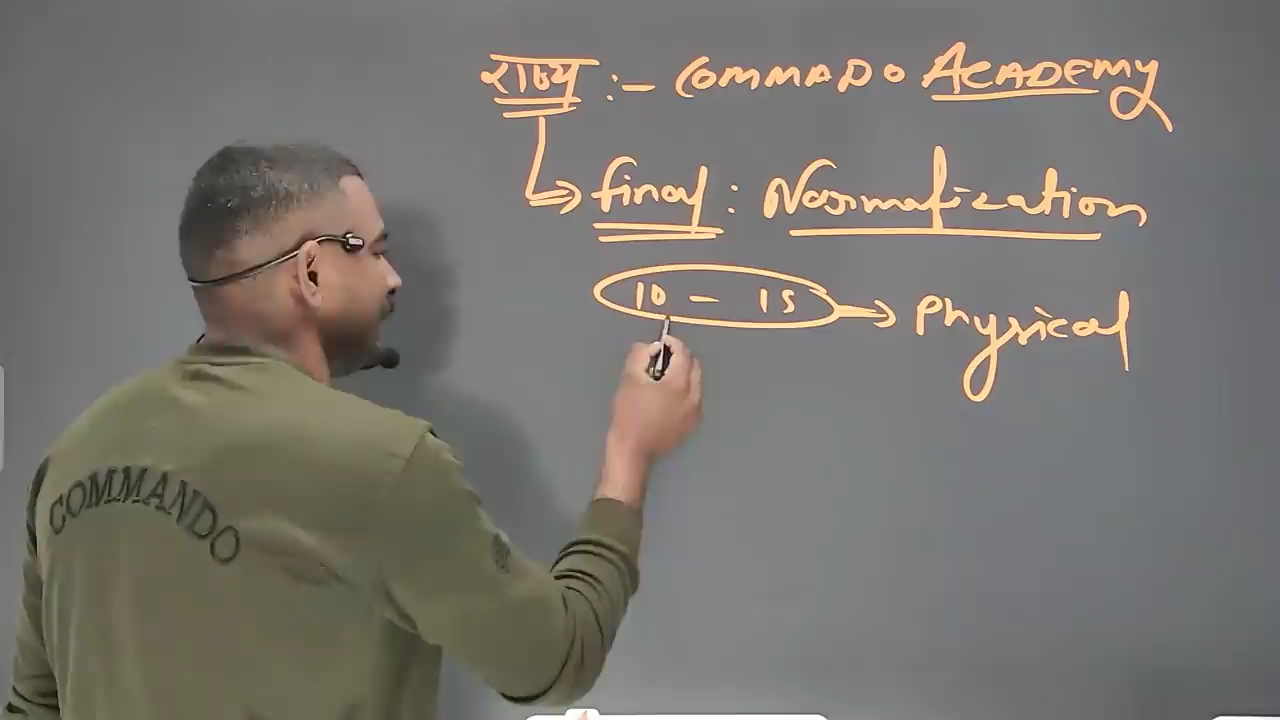 राज्य :- COMMADO ACADEMY
final : Normalization
10 - 15 → Physical
COMMANDO